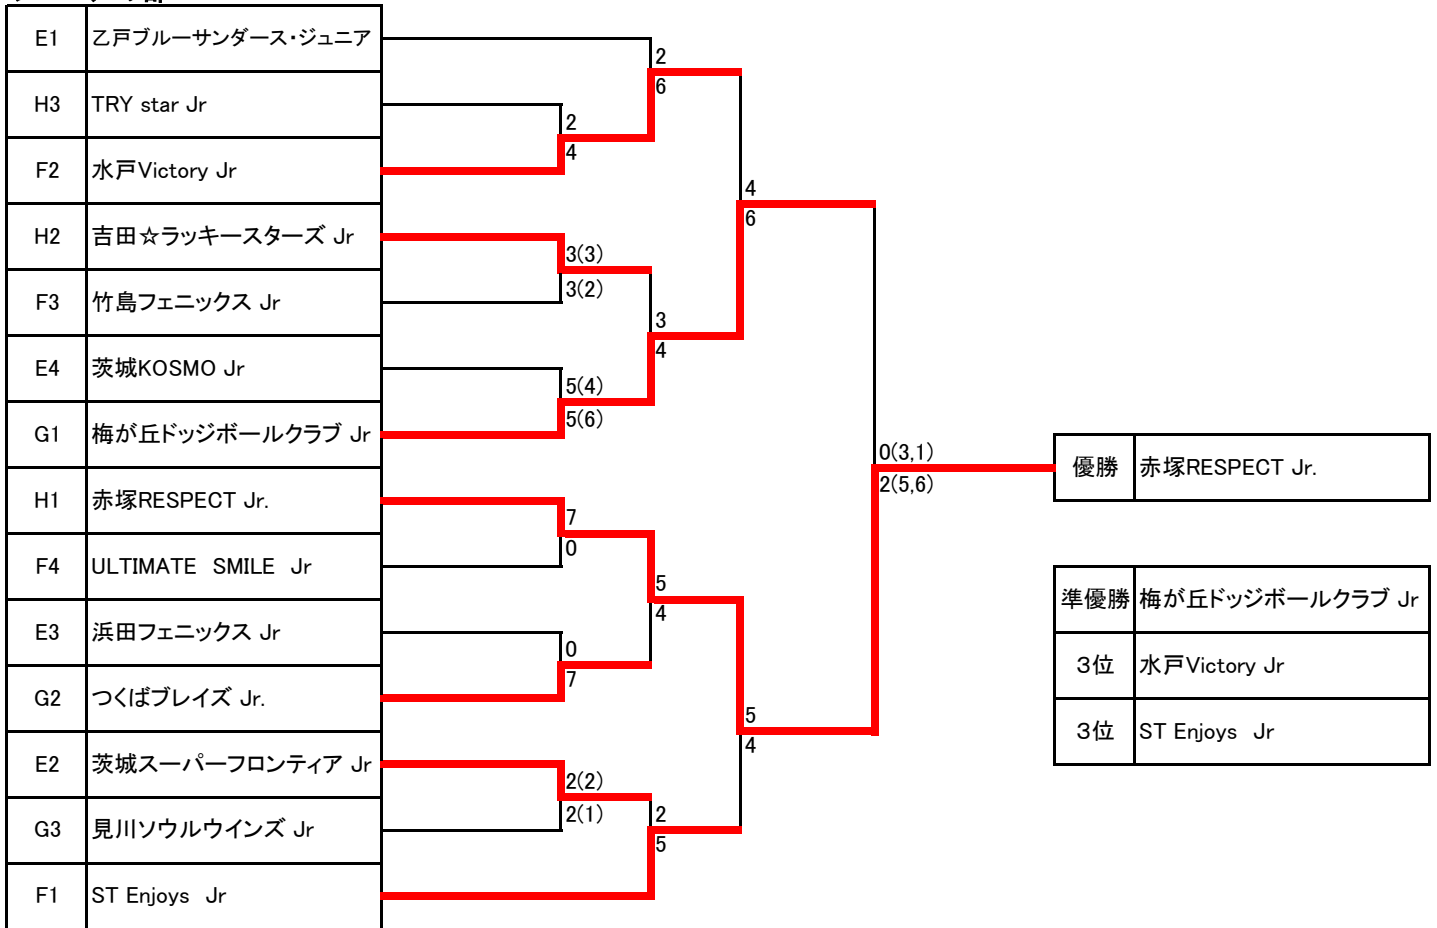 E1 乙戸ブルーサンダース・ジュニア
H3 TRY star Jr
F2 水戸Victory Jr
H2 吉田☆ラッキースターズ Jr
F3 竹島フェニックス Jr
E4 茨城KOSMO Jr
G1 梅が丘ドッジボールクラブ Jr
H1 赤塚RESPECT Jr.
F4 ULTIMATE SMILE Jr
E3 浜田フェニックス Jr
G2 つくばブレイズ Jr.
E2 茨城スーパーフロンティア Jr
G3 見川ソウルウインズ Jr
F1 ST Enjoys Jr
2
4
3(3)
3(2)
5(4)
5(6)
7
0
0
7
2(2)
2(1)
2
6
3
4
5
4
2
5
4
6
5
4
0(3,1)
2(5,6)
優勝 赤塚RESPECT Jr.
準優勝 梅が丘ドッジボールクラブ Jr
3位 水戸Victory Jr
3位 ST Enjoys Jr